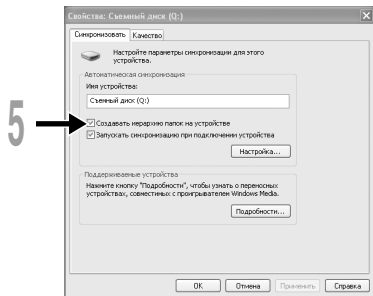 Свойства: Съемный диск (Q:)
Синхронизовать Качество
Настройте параметры синхронизации для этого
устройства.
Автоматическая синхронизация
Имя устройства:
Съемный диск (Q:)
5
Создавать иерархию папок на устройстве
Запускать синхронизацию при подключении устройства
Настройка...
Поддерживаемые устройства
Нажмите кнопку "Подробности", чтобы узнать о переносных
устройствах, совместимых с проигрывателем Windows Media.
Подробности...
OK Отмена Применить Справка